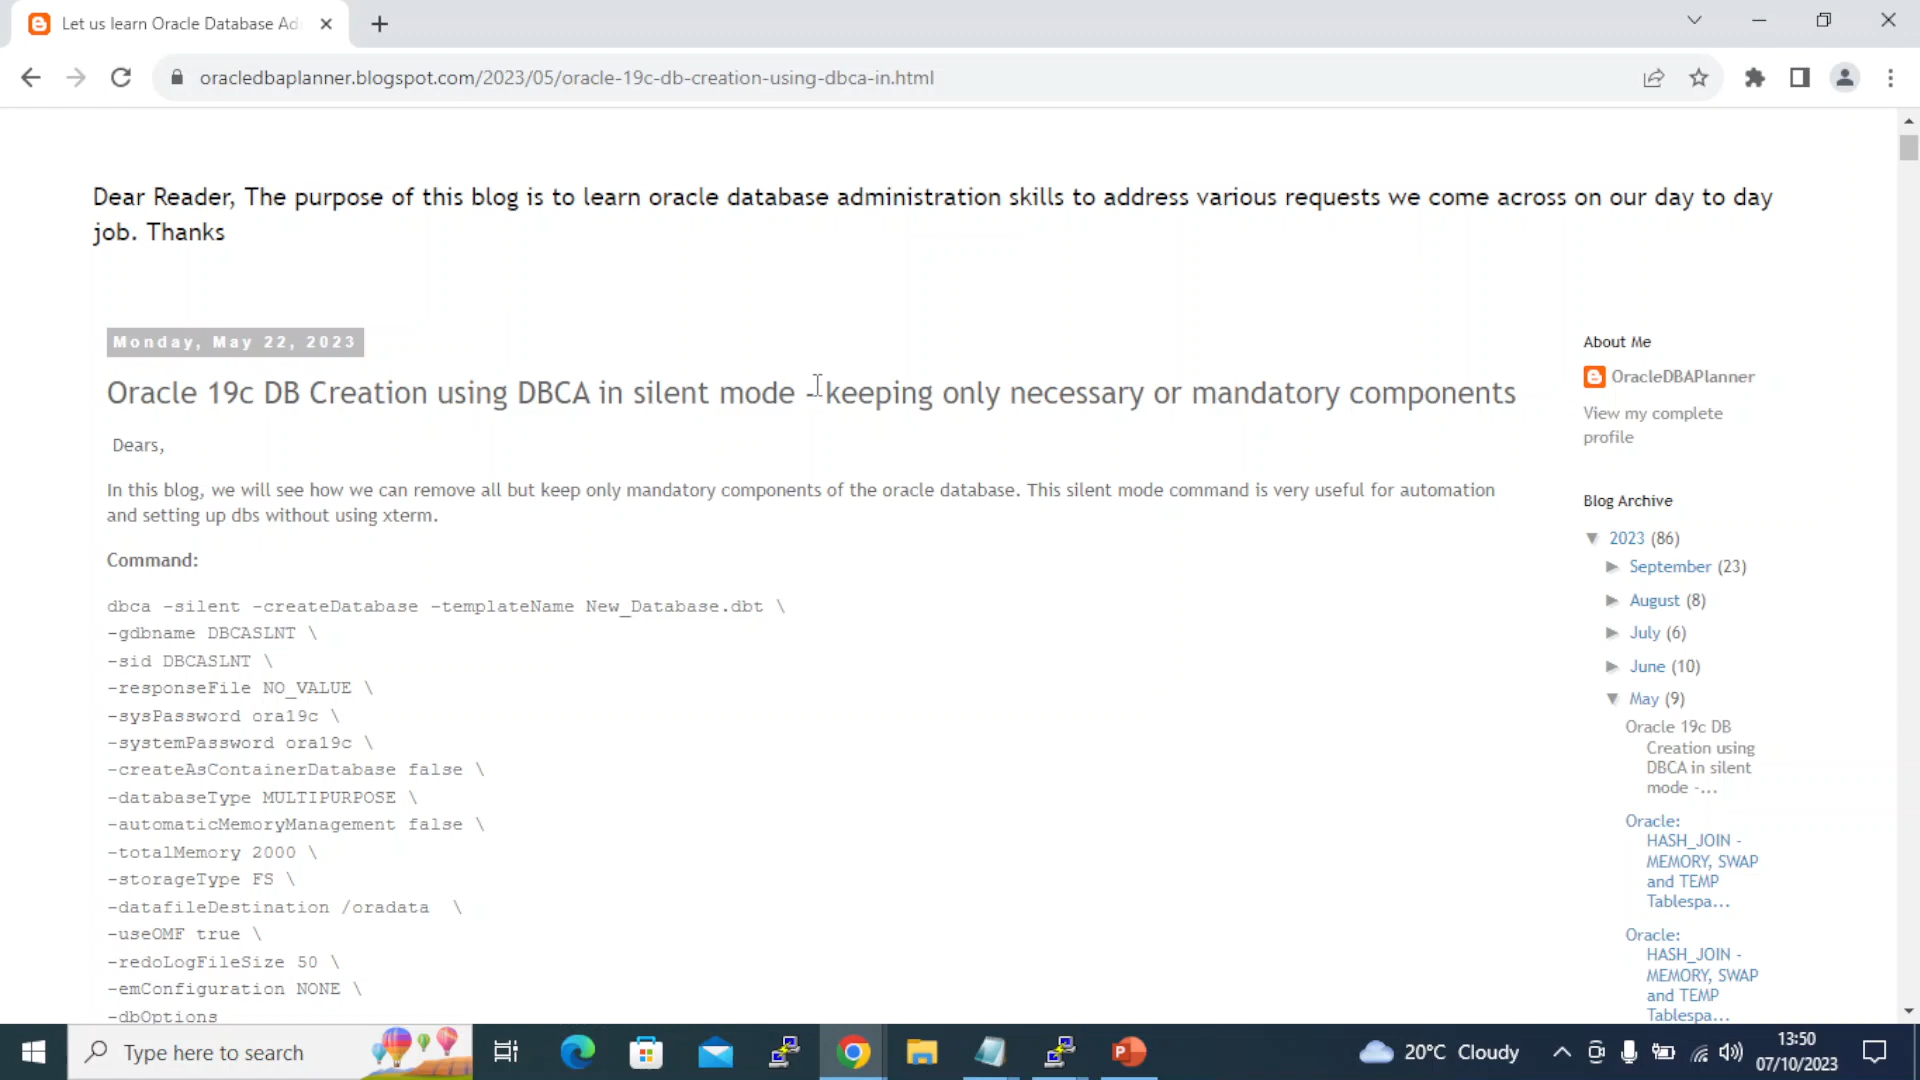 Let us learn Oracle Database Ad
oracledbaplanner.blogspot.com/2023/05/oracle-19c-db-creation-using-dbca-in.html
Dear Reader, The purpose of this blog is to learn oracle database administration skills to address various requests we come across on our day to day
job. Thanks
Monday, May 22, 2023
Oracle 19c DB Creation using DBCA in silent mode - keeping only necessary or mandatory components
Dears,
In this blog, we will see how we can remove all but keep only mandatory components of the oracle database. This silent mode command is very useful for automation
and setting up dbs without using xterm.
Command:
dbca -silent -createDatabase -templateName New_Database.dbt \
-gdbname DBCASLNT \
-sid DBCASLNT \
-responseFile NO_VALUE \
-sysPassword ora19c \
-systemPassword ora19c \
-createAsContainerDatabase false \
-databaseType MULTIPURPOSE \
-automaticMemoryManagement false \
-totalMemory 2000 \
-storageType FS \
-datafileDestination /oradata  \
-useOMF true \
-redoLogFileSize 50 \
-emConfiguration NONE \
-dbOptions
About Me
OracleDBAPlanner
View my complete
profile
Blog Archive
▼ 2023 (86)
► September (23)
► August (8)
► July (6)
► June (10)
▼ May (9)
Oracle 19c DB
Creation using
DBCA in silent
mode -...
Oracle:
HASH_JOIN -
MEMORY, SWAP
and TEMP
Tablespa...
Oracle:
HASH_JOIN -
MEMORY, SWAP
and TEMP
Tablespa...
Type here to search
20°C Cloudy
13:50
07/10/2023